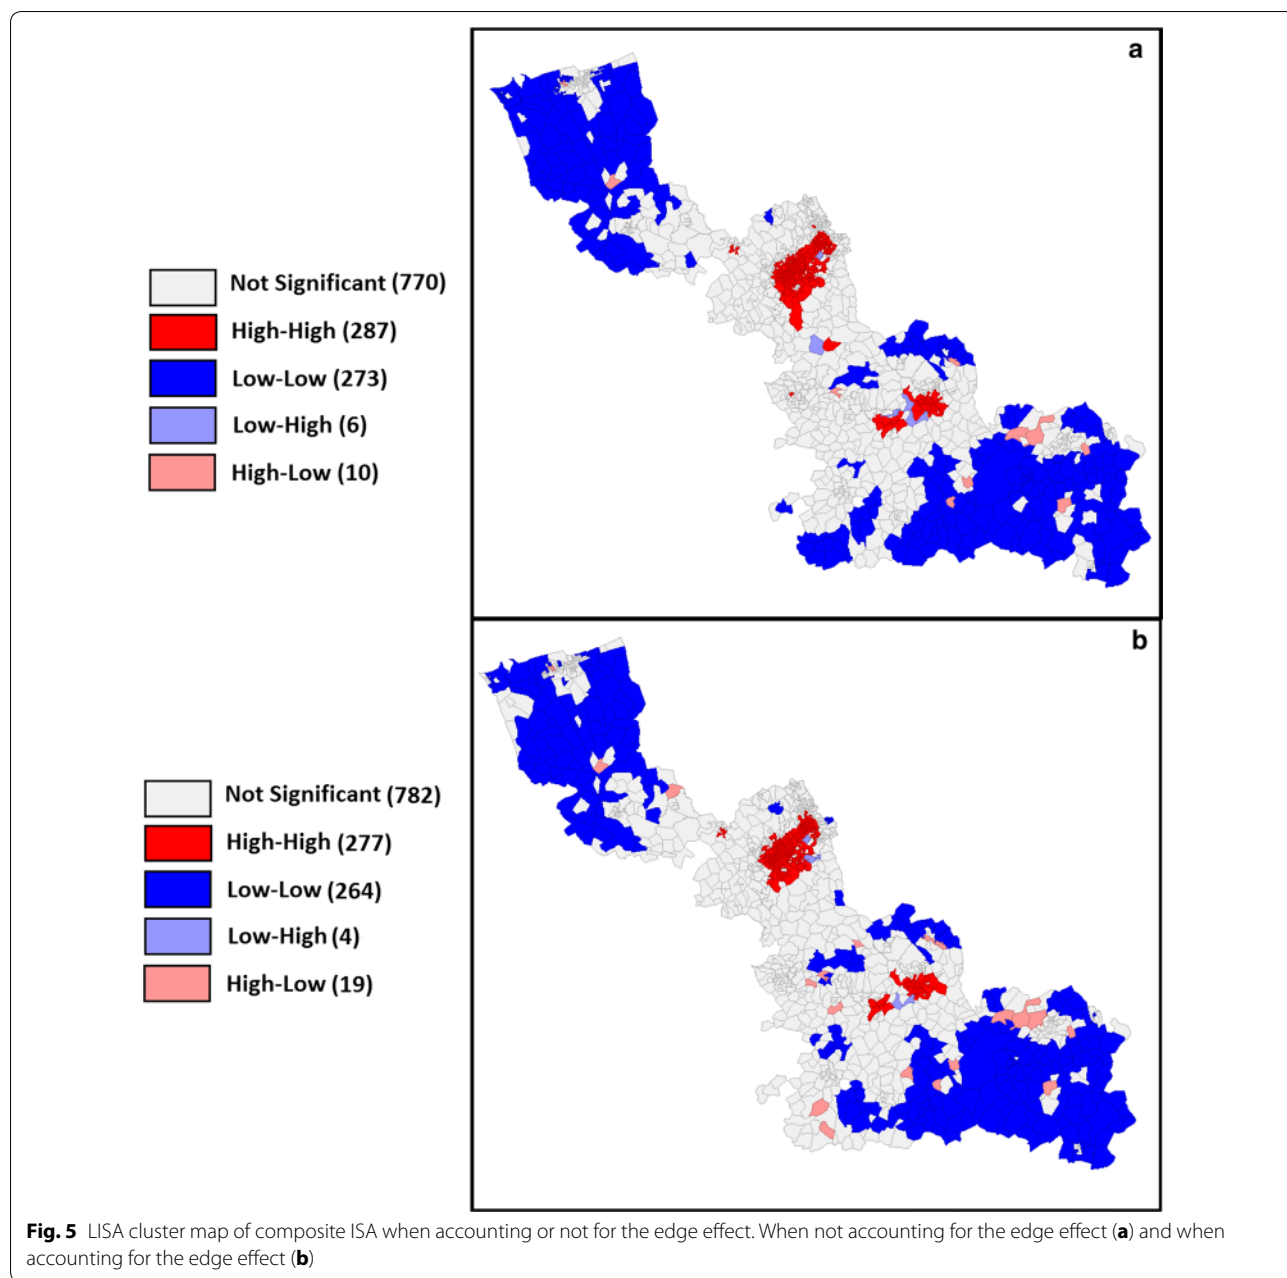 a
Not Significant (770)
High-High (287)
Low-Low (273)
Low-High (6)
High-Low (10)
b
Not Significant (782)
High-High (277)
Low-Low (264)
Low-High (4)
High-Low (19)
Fig. 5 LISA cluster map of composite ISA when accounting or not for the edge effect. When not accounting for the edge effect (a) and when
accounting for the edge effect (b)